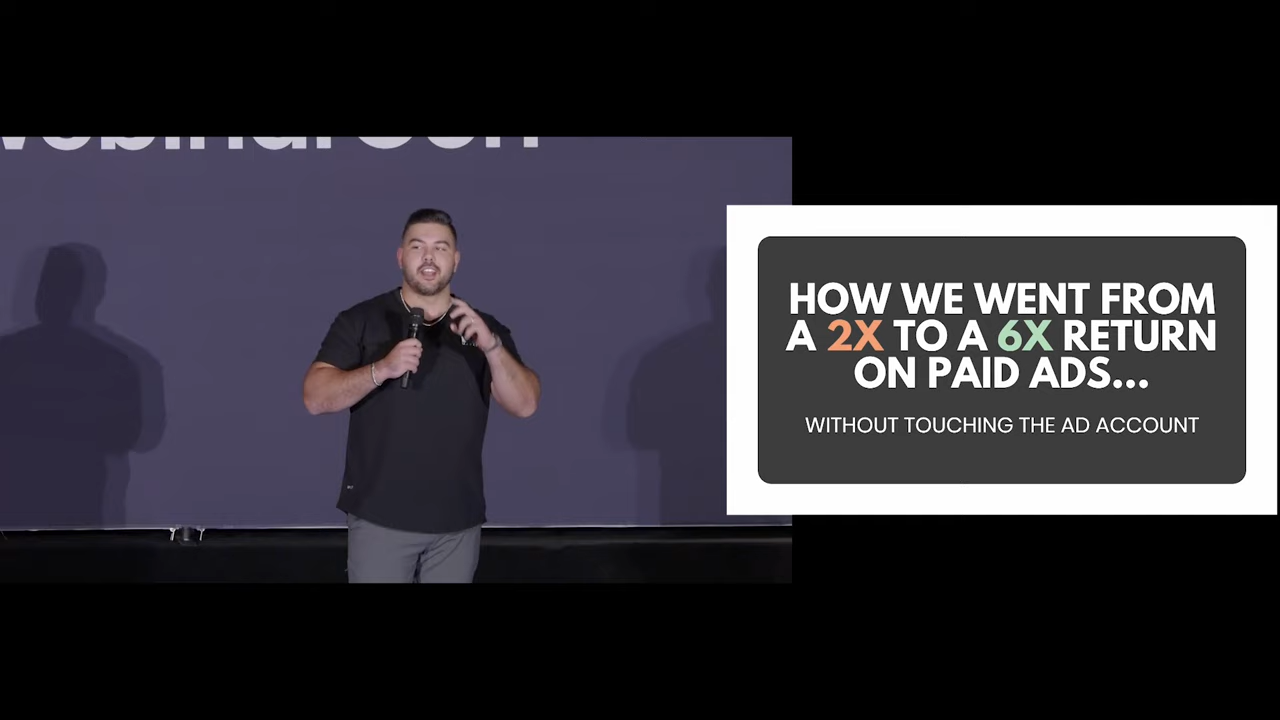 HOW WE WENT FROM
A 2X TO A 6X RETURN
ON PAID ADS...
WITHOUT TOUCHING THE AD ACCOUNT